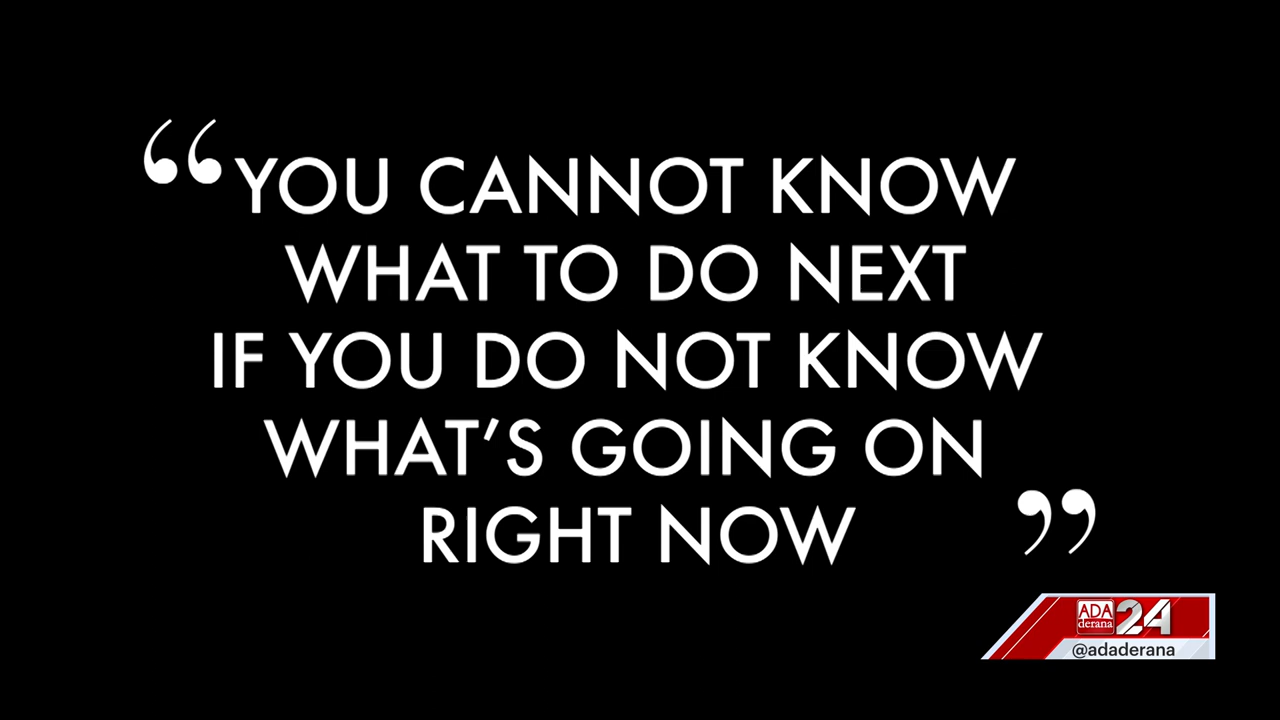 “YOU CANNOT KNOW
WHAT TO DO NEXT
IF YOU DO NOT KNOW
WHAT’S GOING ON
RIGHT NOW”
ADA
derana
24
@adaderana